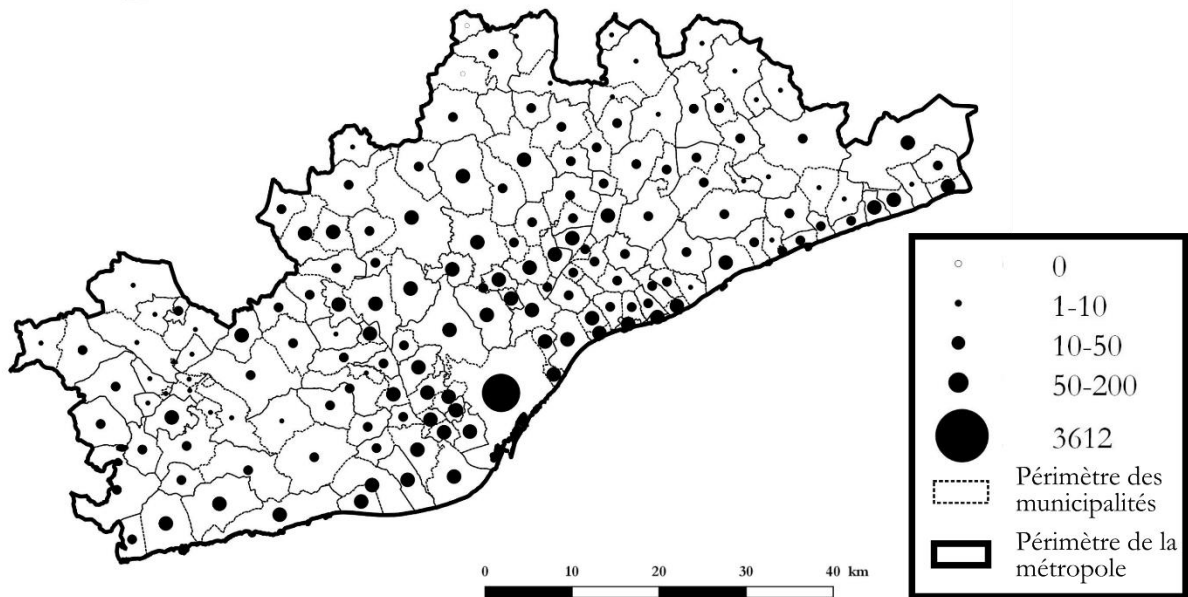 0
1-10
10-50
50-200
3612
Périmètre des
municipalités
Périmètre de la
métropole
0 10 20 30 40 km